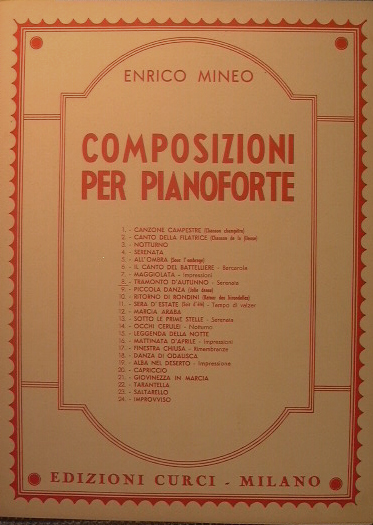 ENRICO MINEO
COMPOSIZIONI
PER PIANOFORTE
1. - CANZONE CAMPESTRE (Chanson champêtre)
2. - CANTO DELLA FILATRICE (Chanson de la fileuse)
3. - NOTTURNO
4. - SERENATA
5. - ALL'OMBRA (Sous l'ombrage)
6. - IL CANTO DEL BATTELLIERE - Barcarola
7. - MAGGIOLATA - Impressioni
8. - TRAMONTO D'AUTUNNO - Serenata
9. - PICCOLA DANZA (Petite danse)
10. - RITORNO DI RONDINI (Retour des hirondelles)
11. - SERA D'ESTATE - Tempo di valzer
12. - MARCIA ARABA
13. - SOTTO LE PRIME STELLE - Serenata
14. - OCCHI CERULEI - Notturno
15. - LEGGENDA DELLA NOTTE
16. - MATTINATA D'APRILE - Impressioni
17. - FINESTRA CHIUSA - Rimembranze
18. - DANZA DI ODALISCA
19. - ALBA NEL DESERTO - Impressione
20. - CAPRICCIO
21. - GIOVINEZZA IN MARCIA
22. - TARANTELLA
23. - SALTARELLO
24. - IMPROVVISO
EDIZIONI CURCI - MILANO